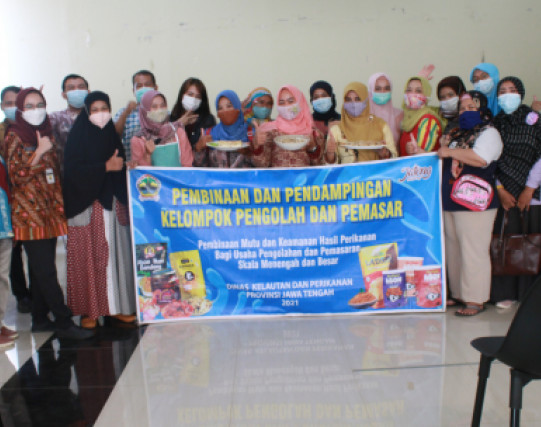 PEMBINAAN DAN PENDAMPINGAN
KELOMPOK PENGOLAH DAN PEMASAR
Pembinaan Mutu dan Keamanan Hasil Perikanan
Bagi Usaha Pengolahan dan Pemasaran
Skala Menengah dan Besar
DINAS KELAUTAN DAN PERIKANAN
PROVINSI JAWA TENGAH
2021